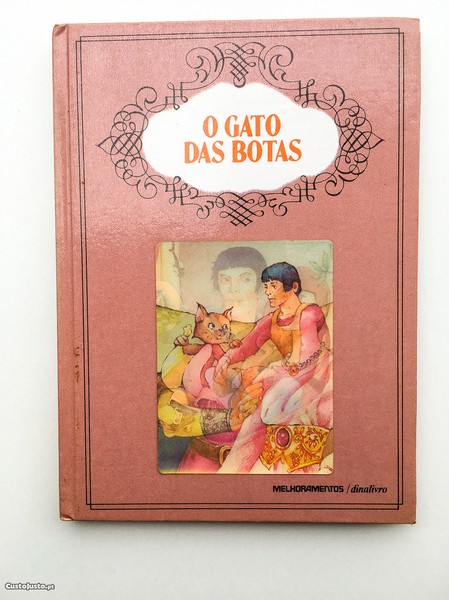 O GATO
DAS BOTAS
MELHORAMENTOS / dinalivro
CustoJusto.pt